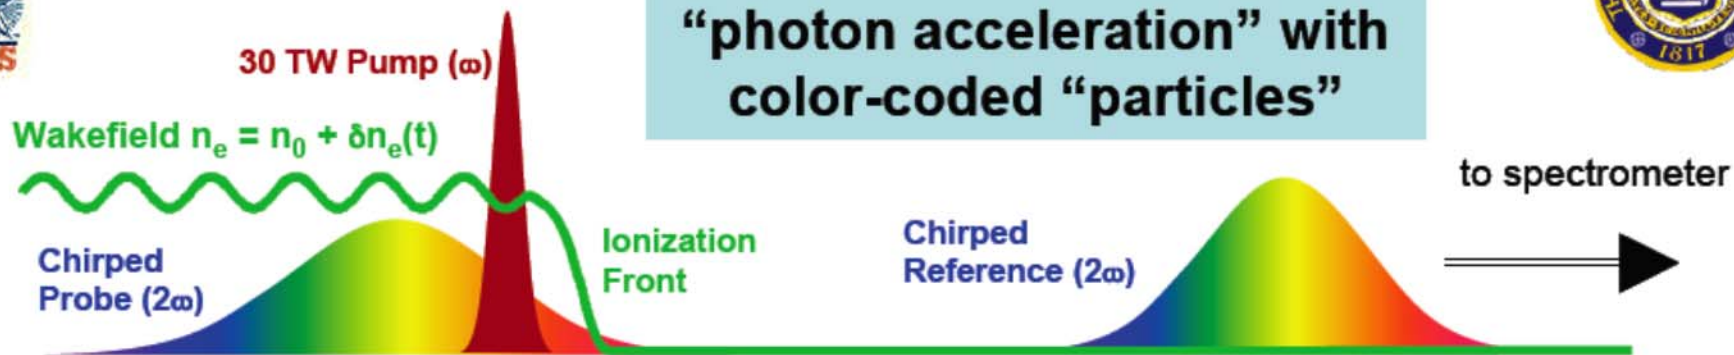 “photon acceleration” with
color-coded “particles”
30 TW Pump (ω)
Wakefield nₑ = n₀ + δnₑ(t)
to spectrometer
Chirped
Probe (2ω)
Ionization
Front
Chirped
Reference (2ω)
1817